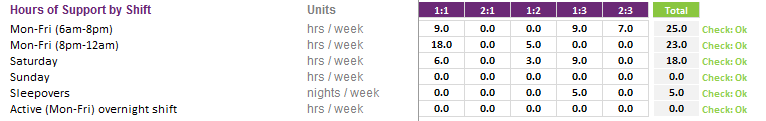 Hours of Support by Shift Units 1:1 2:1 1:2 1:3 2:3 Total
Mon-Fri (6am-8pm) hrs / week 9.0 0.0 0.0 9.0 7.0 25.0 Check: Ok
Mon-Fri (8pm-12am) hrs / week 18.0 0.0 5.0 0.0 0.0 23.0 Check: Ok
Saturday hrs / week 6.0 0.0 3.0 9.0 0.0 18.0 Check: Ok
Sunday hrs / week 0.0 0.0 0.0 0.0 0.0 0.0 Check: Ok
Sleepovers nights / week 0.0 0.0 0.0 5.0 0.0 5.0 Check: Ok
Active (Mon-Fri) overnight shift hrs / week 0.0 0.0 0.0 0.0 0.0 0.0 Check: Ok